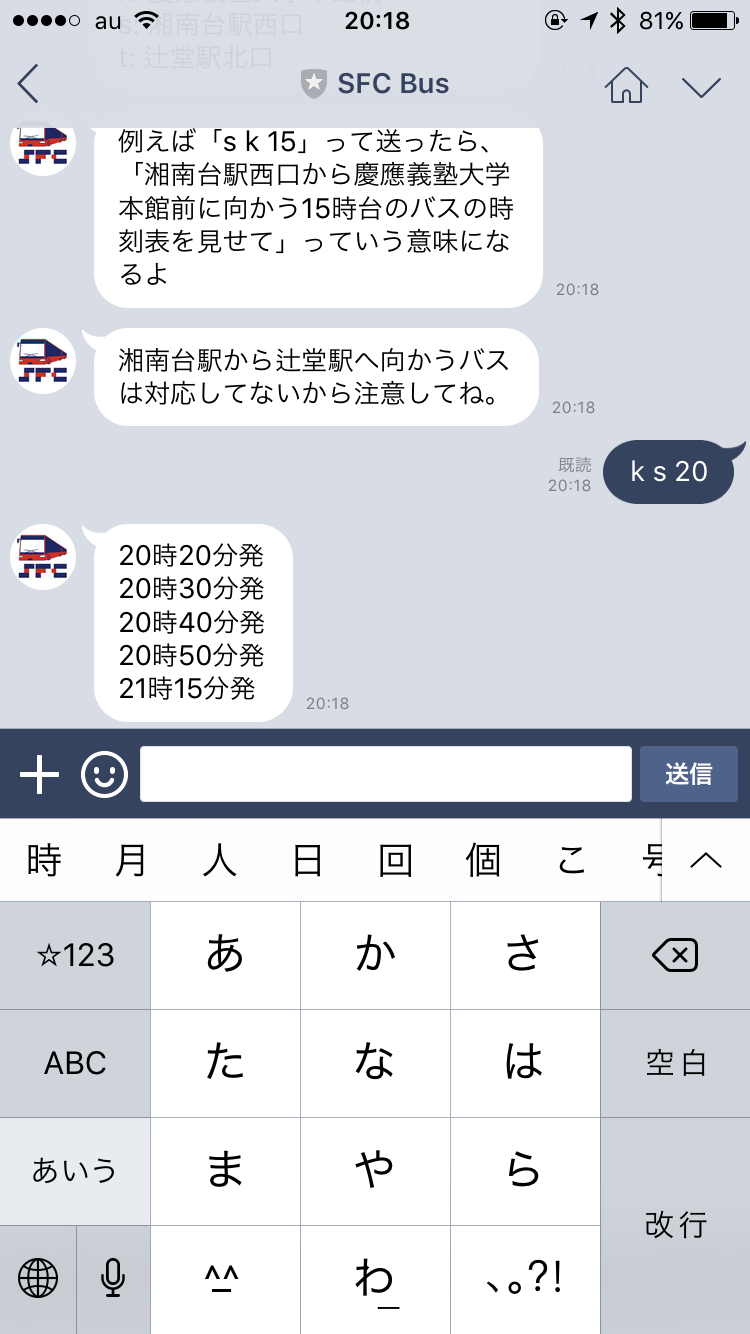 au 20:18 81%
s: 湘南台駅西口
t: 辻堂駅北口
20:18
SFC Bus
SFC
例えば「s k 15」って送ったら、
「湘南台駅西口から慶應義塾大学
本館前に向かう15時台のバスの時
刻表を見せて」っていう意味にな
るよ
20:18
SFC
湘南台駅から辻堂駅へ向かうバス
は対応してないから注意してね。
20:18
既読
20:18
k s 20
SFC
20時20分発
20時30分発
20時40分発
20時50分発
21時15分発
20:18
送信
時 月 人 日 回 個 こ 号
☆123 あ か さ
ABC た な は 空白
あいう ま や ら
改行
^^ わ 、。?!